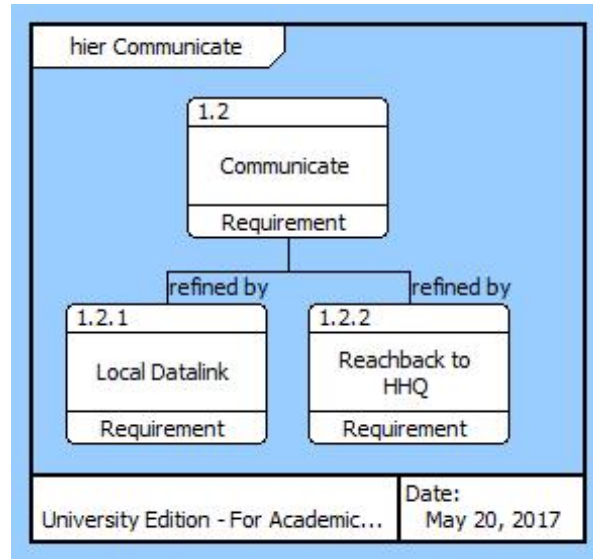 hier Communicate
1.2
Communicate
Requirement
refined by
refined by
1.2.1
1.2.2
Local Datalink
Reachback to
HHQ
Requirement
Requirement
University Edition - For Academic...
Date:
May 20, 2017